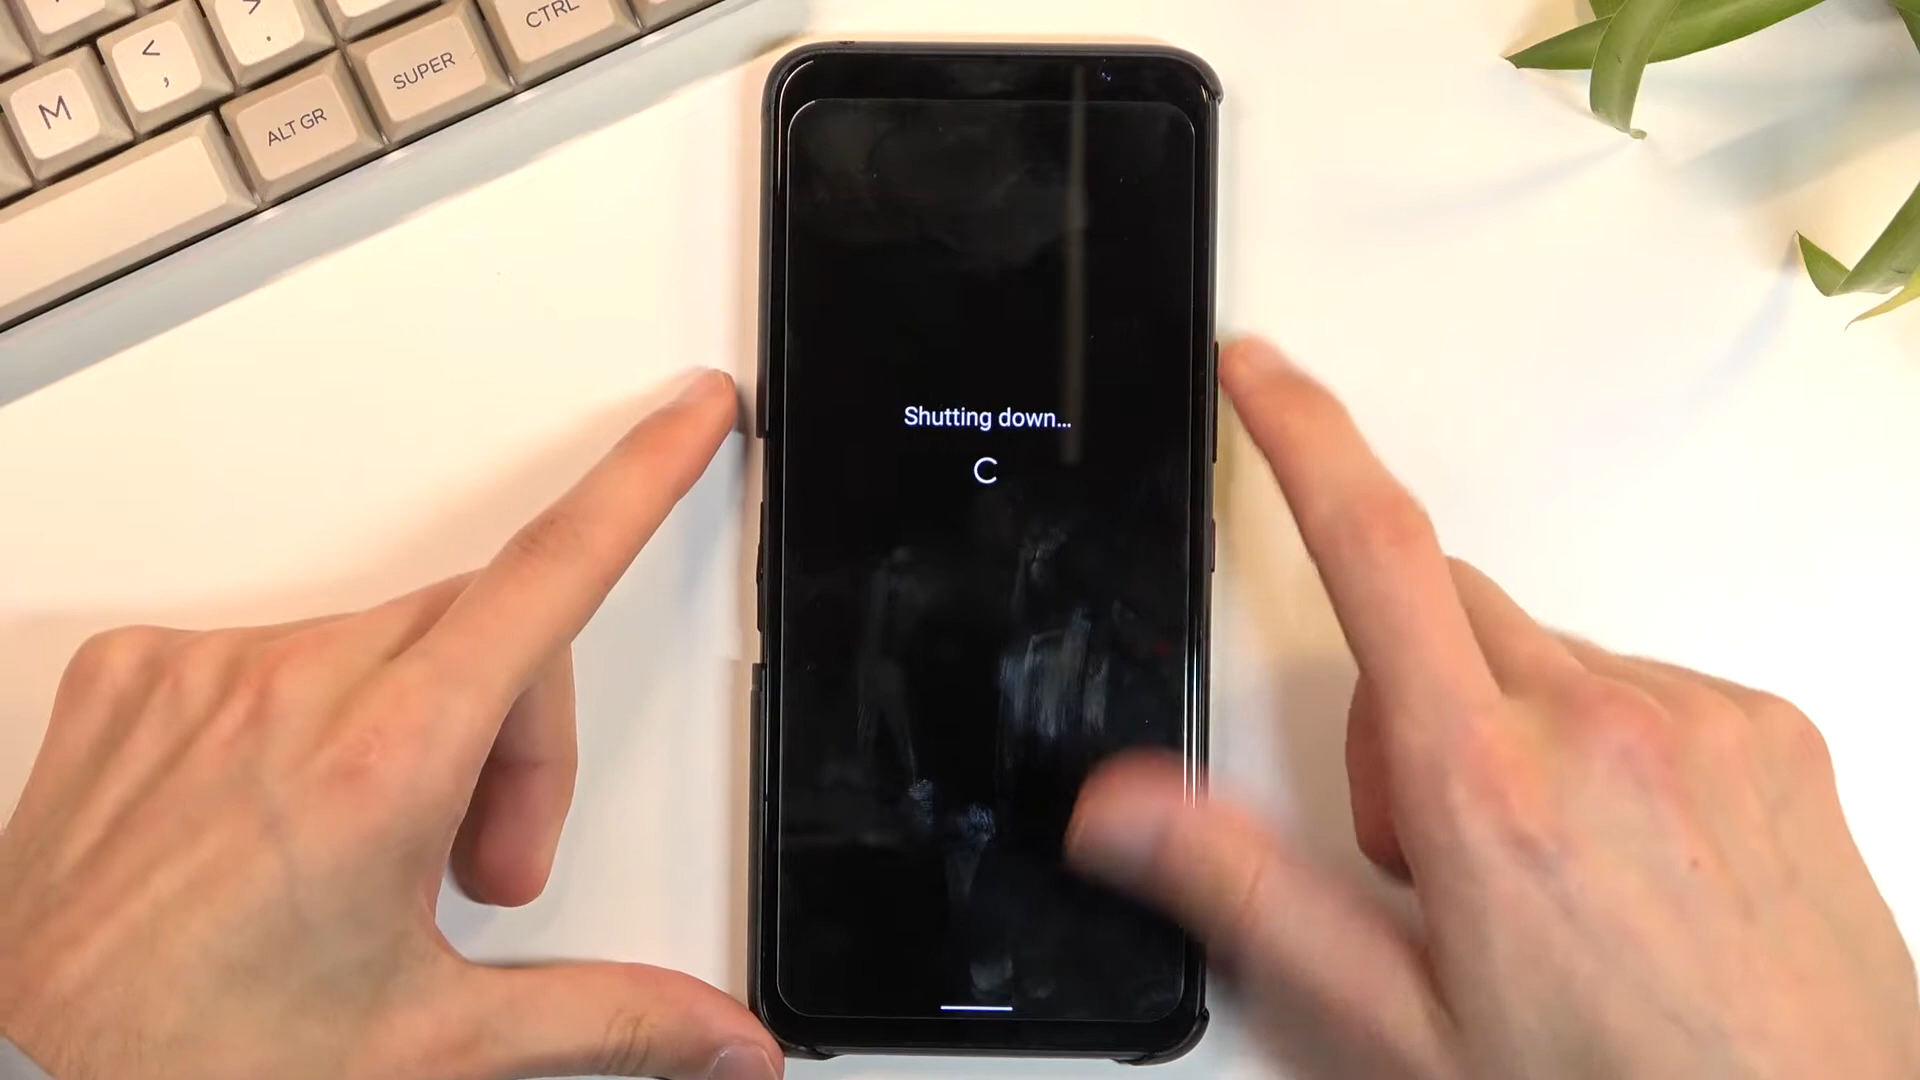 >
.
<
,
CTRL
SUPER
M
ALT GR
Shutting down...